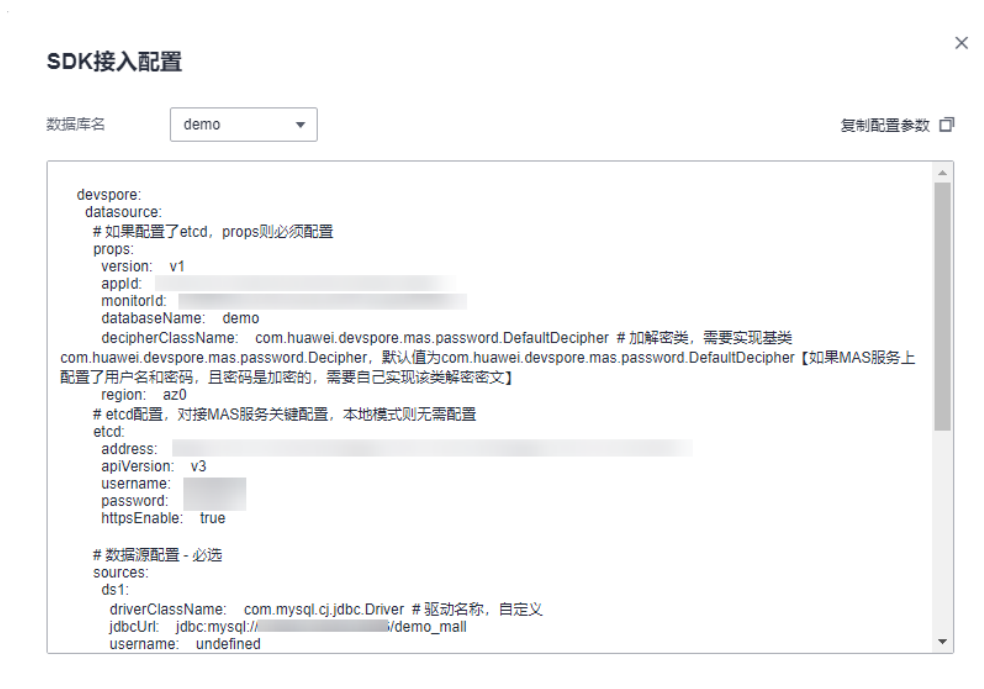 SDK接入配置
数据库名 demo 复制配置参数
devspore:
datasource:
# 如果配置了etcd，props则必须配置
props:
version: v1
appId:
monitorId:
databaseName: demo
decipherClassName: com.huawei.devspore.mas.password.DefaultDecipher # 加解密类，需要实现基类
com.huawei.devspore.mas.password.Decipher，默认值为com.huawei.devspore.mas.password.DefaultDecipher【如果MAS服务上
配置了用户名和密码，且密码是加密的，需要自己实现该类解密密文】
region: az0
# etcd配置，对接MAS服务关键配置，本地模式则无需配置
etcd:
address:
apiVersion: v3
username:
password:
httpsEnable: true
# 数据源配置 - 必选
sources:
ds1:
driverClassName: com.mysql.cj.jdbc.Driver # 驱动名称，自定义
jdbcUrl: jdbc:mysql:// /demo_mall
username: undefined